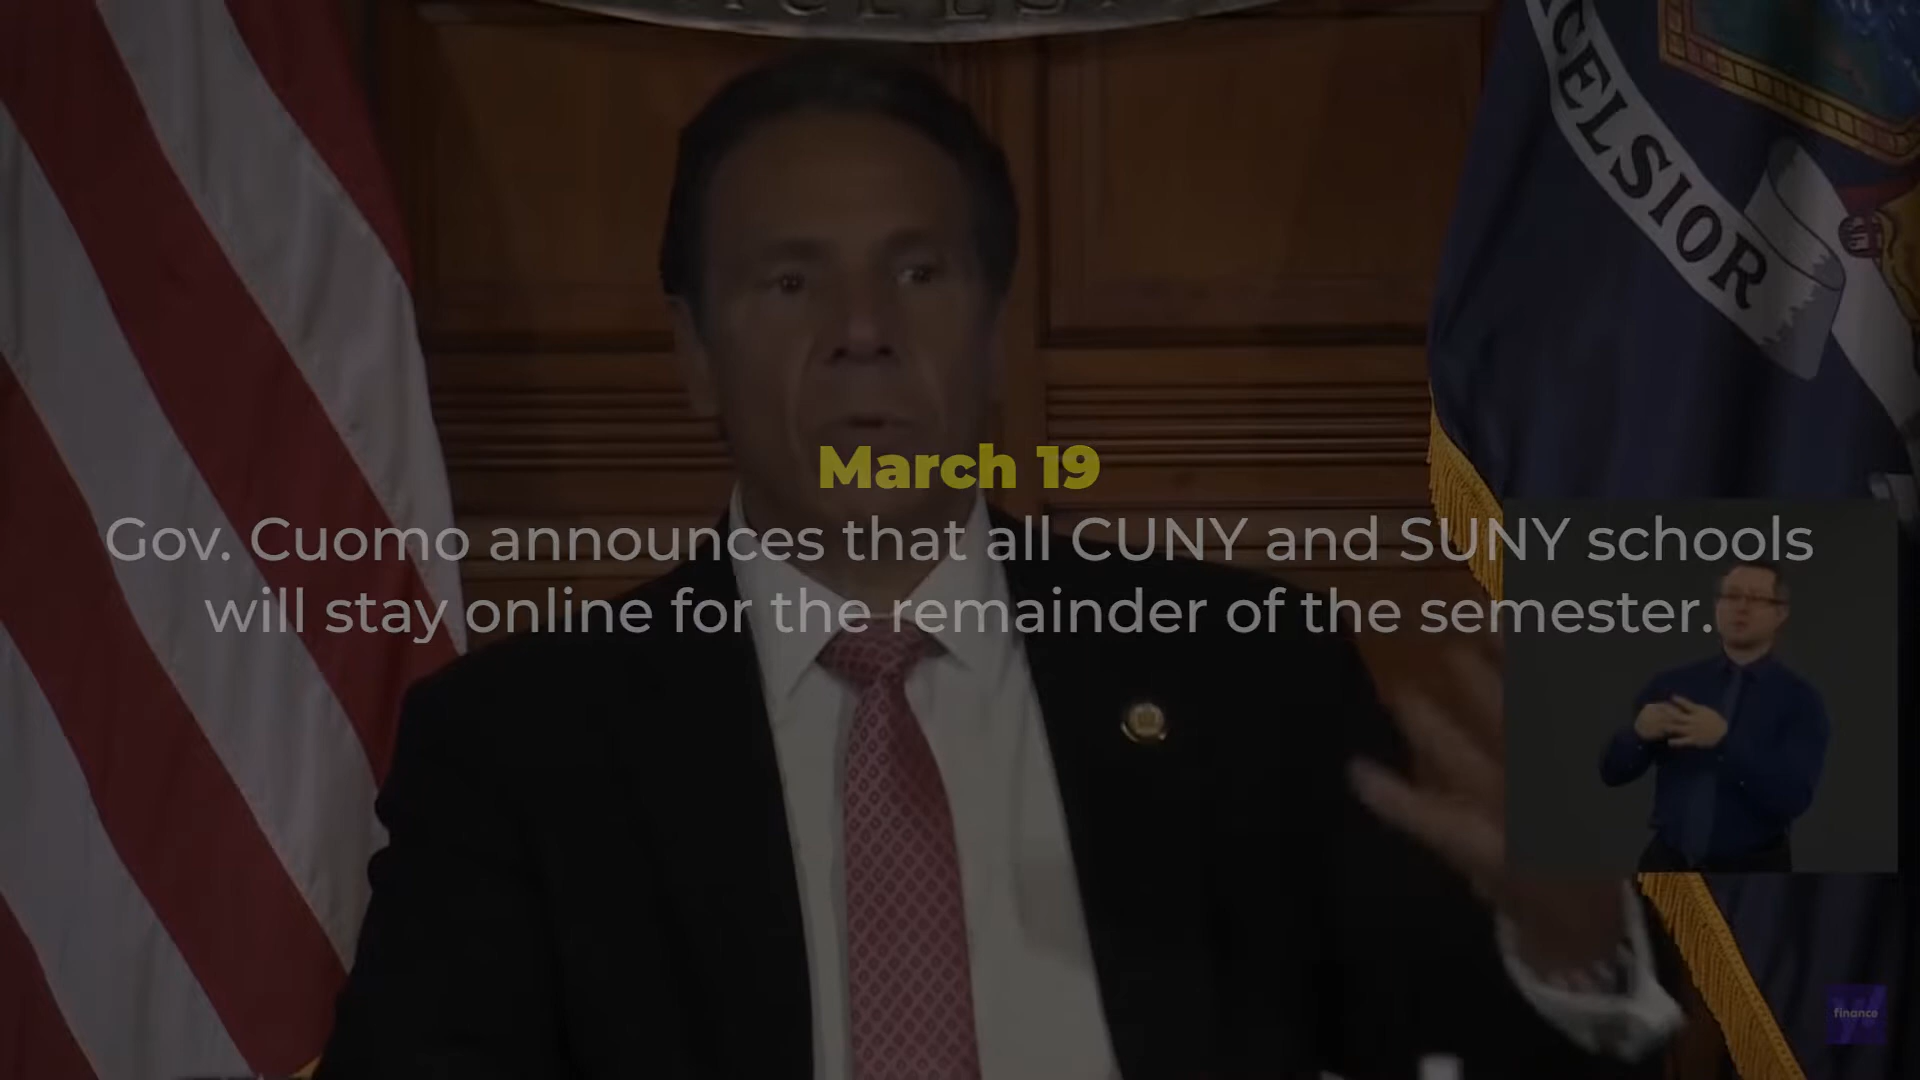 EXCELSIOR
March 19
Gov. Cuomo announces that all CUNY and SUNY schools
will stay online for the remainder of the semester.
finance